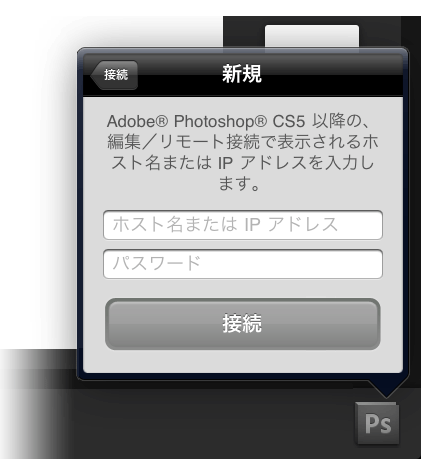 接続
新規
Adobe® Photoshop® CS5 以降の、
編集／リモート接続で表示されるホ
スト名または IP アドレスを入力し
ます。
ホスト名または IP アドレス
パスワード
接続
Ps